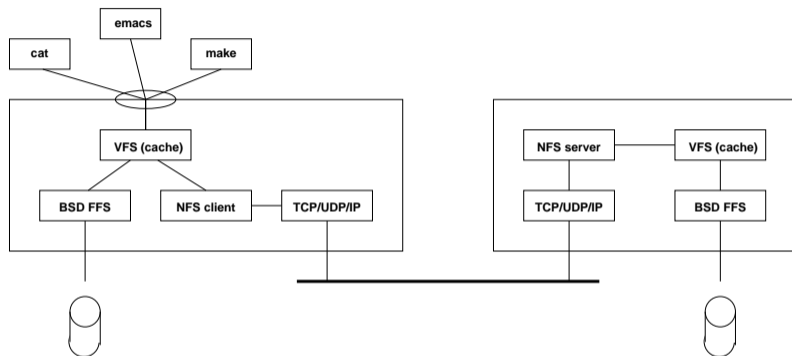 emacs
cat
make
VFS (cache)
BSD FFS
NFS client
TCP/UDP/IP
NFS server
VFS (cache)
TCP/UDP/IP
BSD FFS